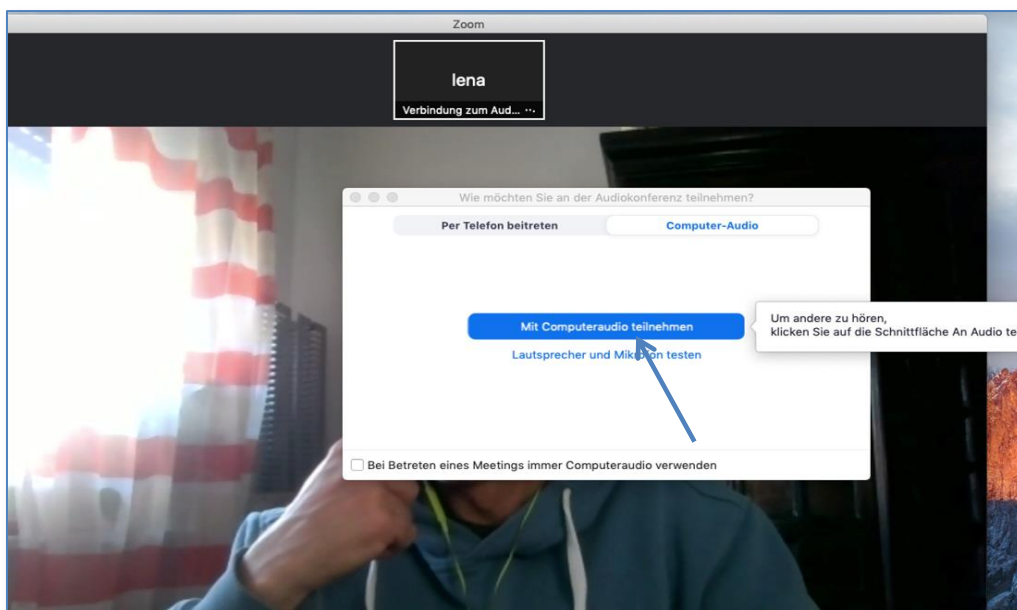 Zoom
lena
Verbindung zum Aud... ...
Wie möchten Sie an der Audiokonferenz teilnehmen?
Per Telefon beitreten
Computer-Audio
Mit Computeraudio teilnehmen
Um andere zu hören,
klicken Sie auf die Schnittfläche An Audio te
Lautsprecher und Mikrofon testen
Bei Betreten eines Meetings immer Computeraudio verwenden